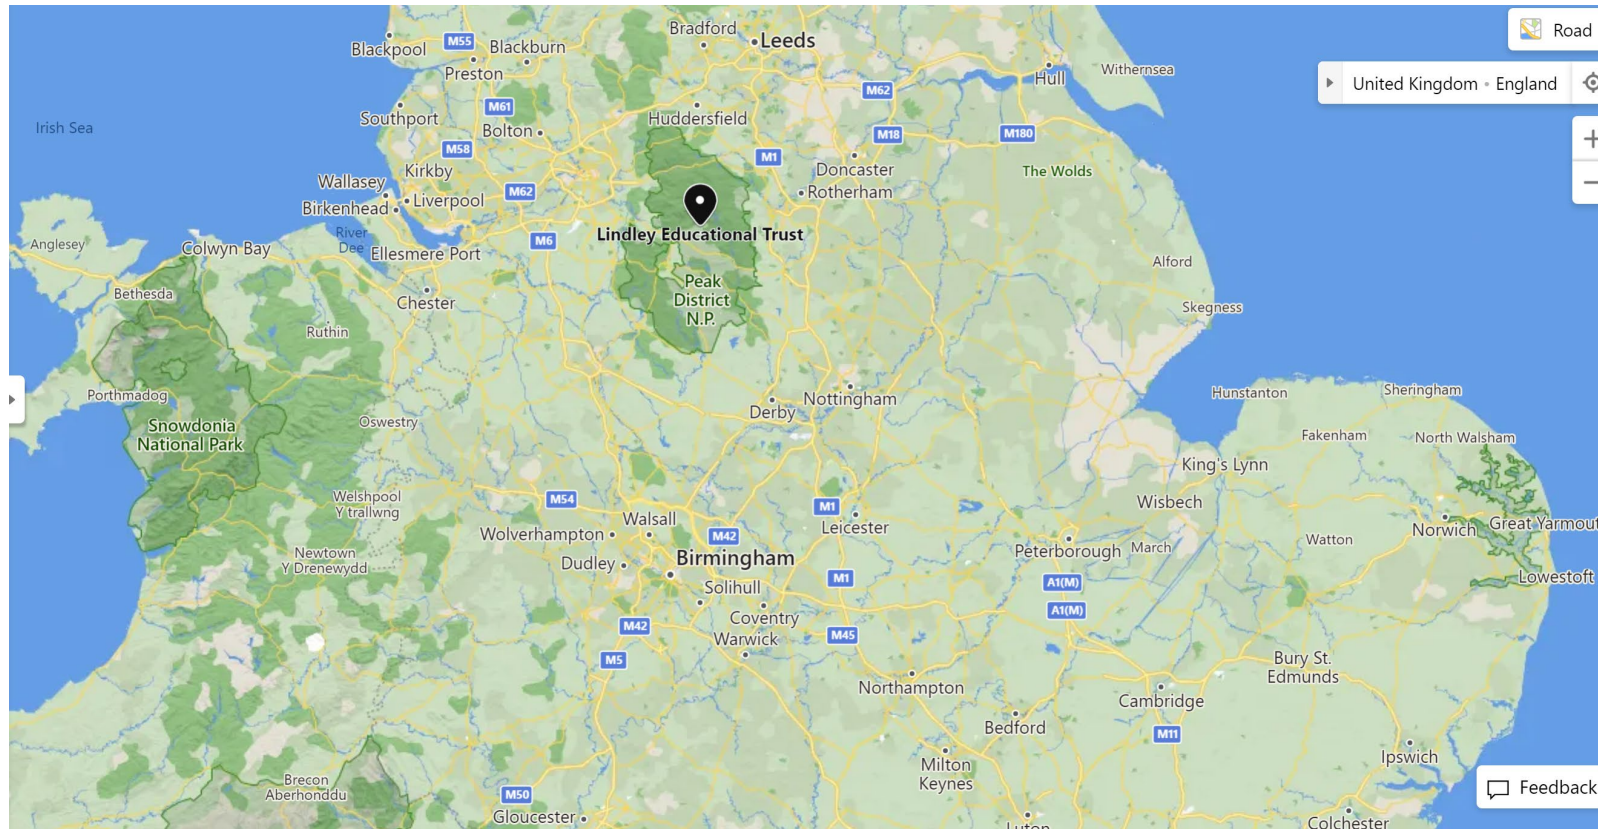 Bradford
Leeds
Blackpool
M55
Blackburn
Preston
Road
Hull
Withernsea
United Kingdom • England
M62
M61
Southport
Huddersfield
Irish Sea
Bolton
M18
M180
M58
M1
Doncaster
The Wolds
Kirkby
Wallasey
M62
Rotherham
Birkenhead
Liverpool
River
Dee
M6
Lindley Educational Trust
Anglesey
Colwyn Bay
Ellesmere Port
Alford
Peak
District
N.P.
Bethesda
Chester
Skegness
Ruthin
Porthmadog
Hunstanton
Sheringham
Derby
Nottingham
Snowdonia
National Park
Oswestry
Fakenham
North Walsham
King's Lynn
Welshpool
Y trallwng
M54
M1
Wisbech
Walsall
Leicester
Wolverhampton
M42
Norwich
Great Yarmout
Newtown
Y Drenewydd
Dudley
Birmingham
Peterborough
March
Watton
Solihull
M1
A1(M)
Lowestoft
Coventry
A1(M)
M42
Warwick
M45
M5
Bury St.
Edmunds
Northampton
Cambridge
Bedford
M11
Milton
Keynes
Ipswich
Brecon
Aberhonddu
M50
Feedback
Gloucester
Luton
Colchester